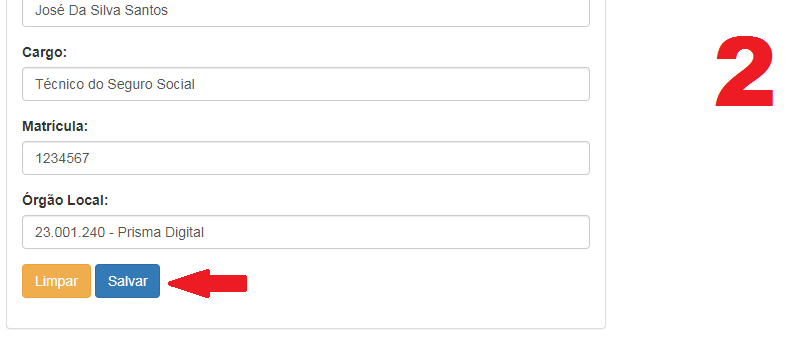 José Da Silva Santos
Cargo:
Técnico do Seguro Social
Matrícula:
1234567
Órgão Local:
23.001.240 - Prisma Digital
Limpar Salvar
2